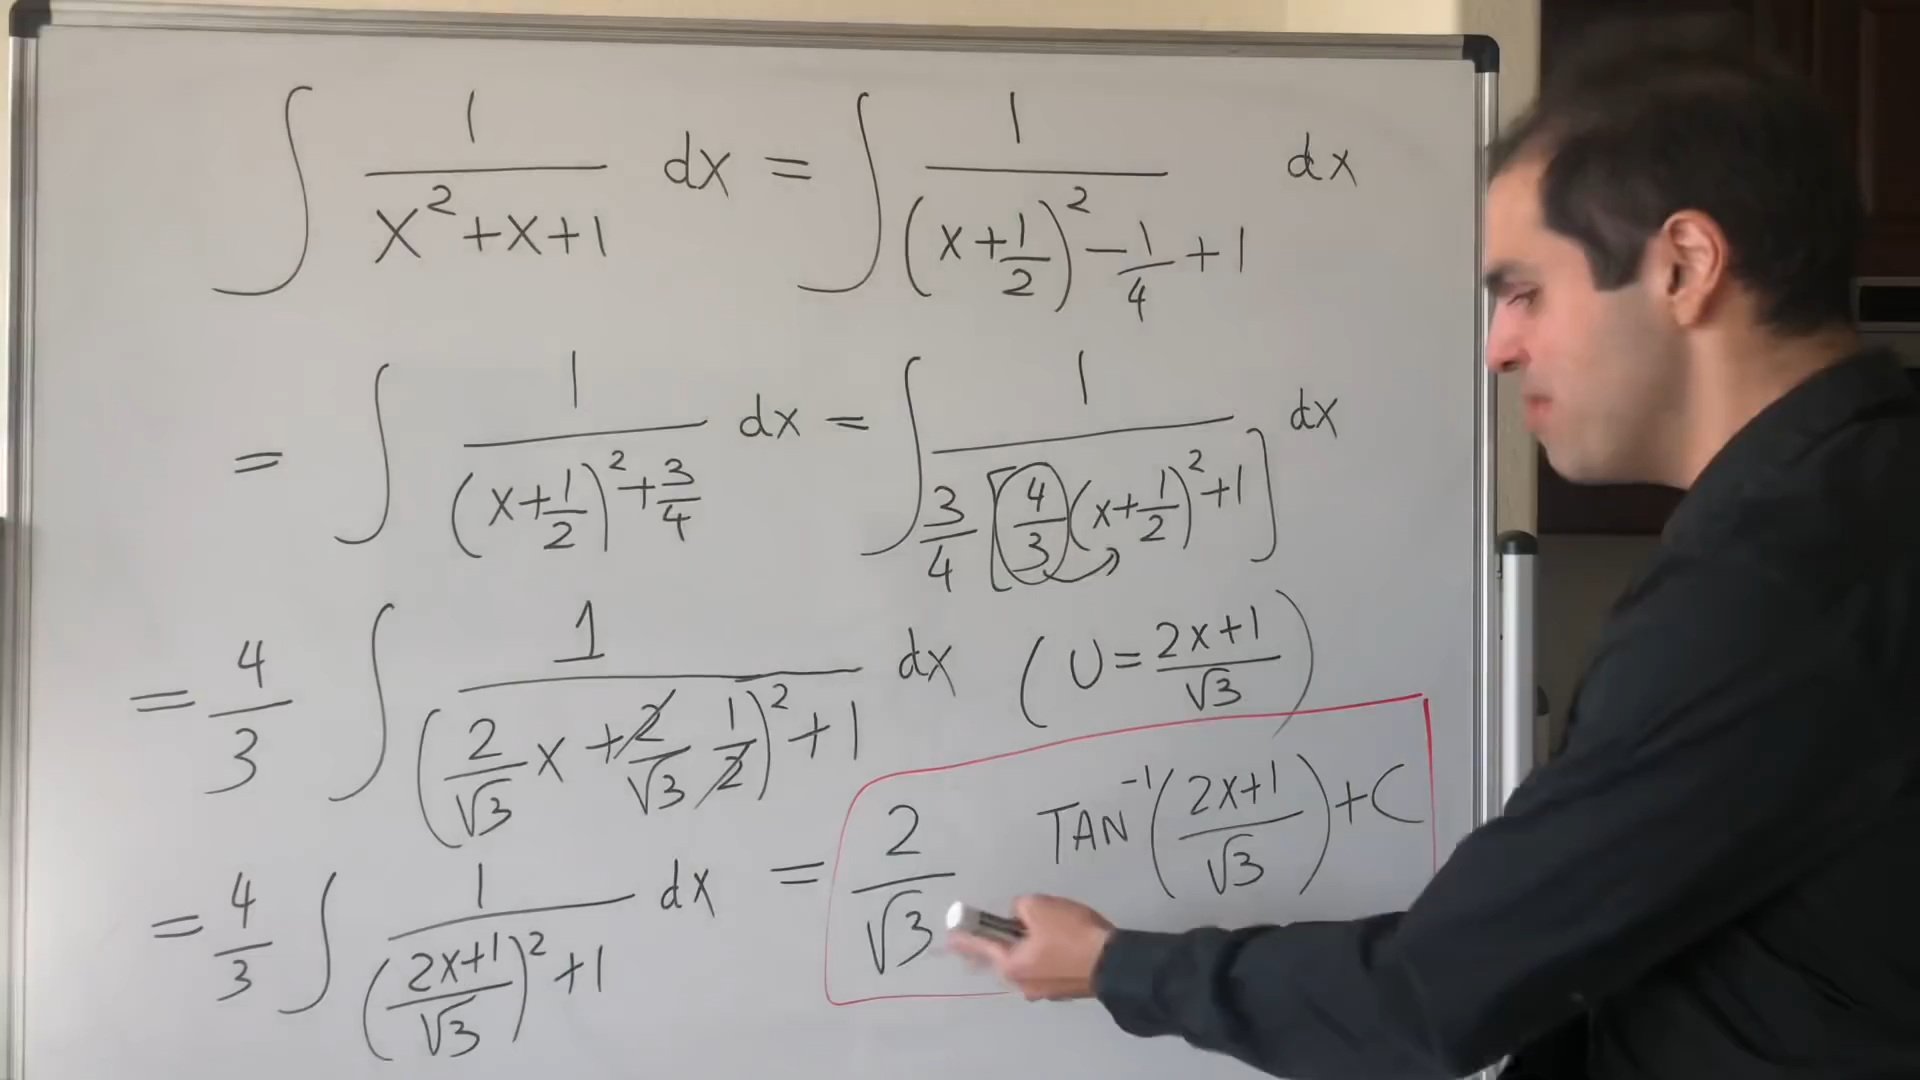 ∫ 1/(x²+x+1) dx = ∫ 1/((x+1/2)²-1/4+1) dx
= ∫ 1/((x+1/2)²+3/4) dx = ∫ 1/(3/4[4/3(x+1/2)²+1]) dx
= 4/3 ∫ 1/((2/√3 x+2/√3 1/2)²+1) dx (U=(2x+1)/√3)
= 4/3 ∫ 1/(((2x+1)/√3)²+1) dx = 2/√3 TAN⁻¹((2x+1)/√3)+C